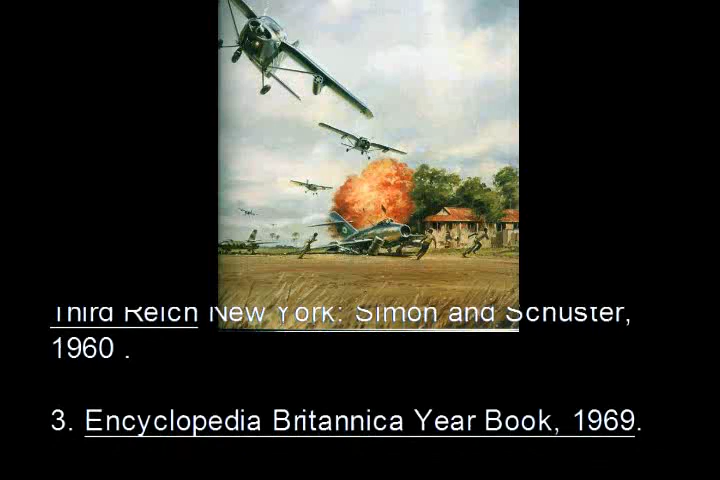 Third Reich New York: Simon and Schuster,
1960 .
3. Encyclopedia Britannica Year Book, 1969.